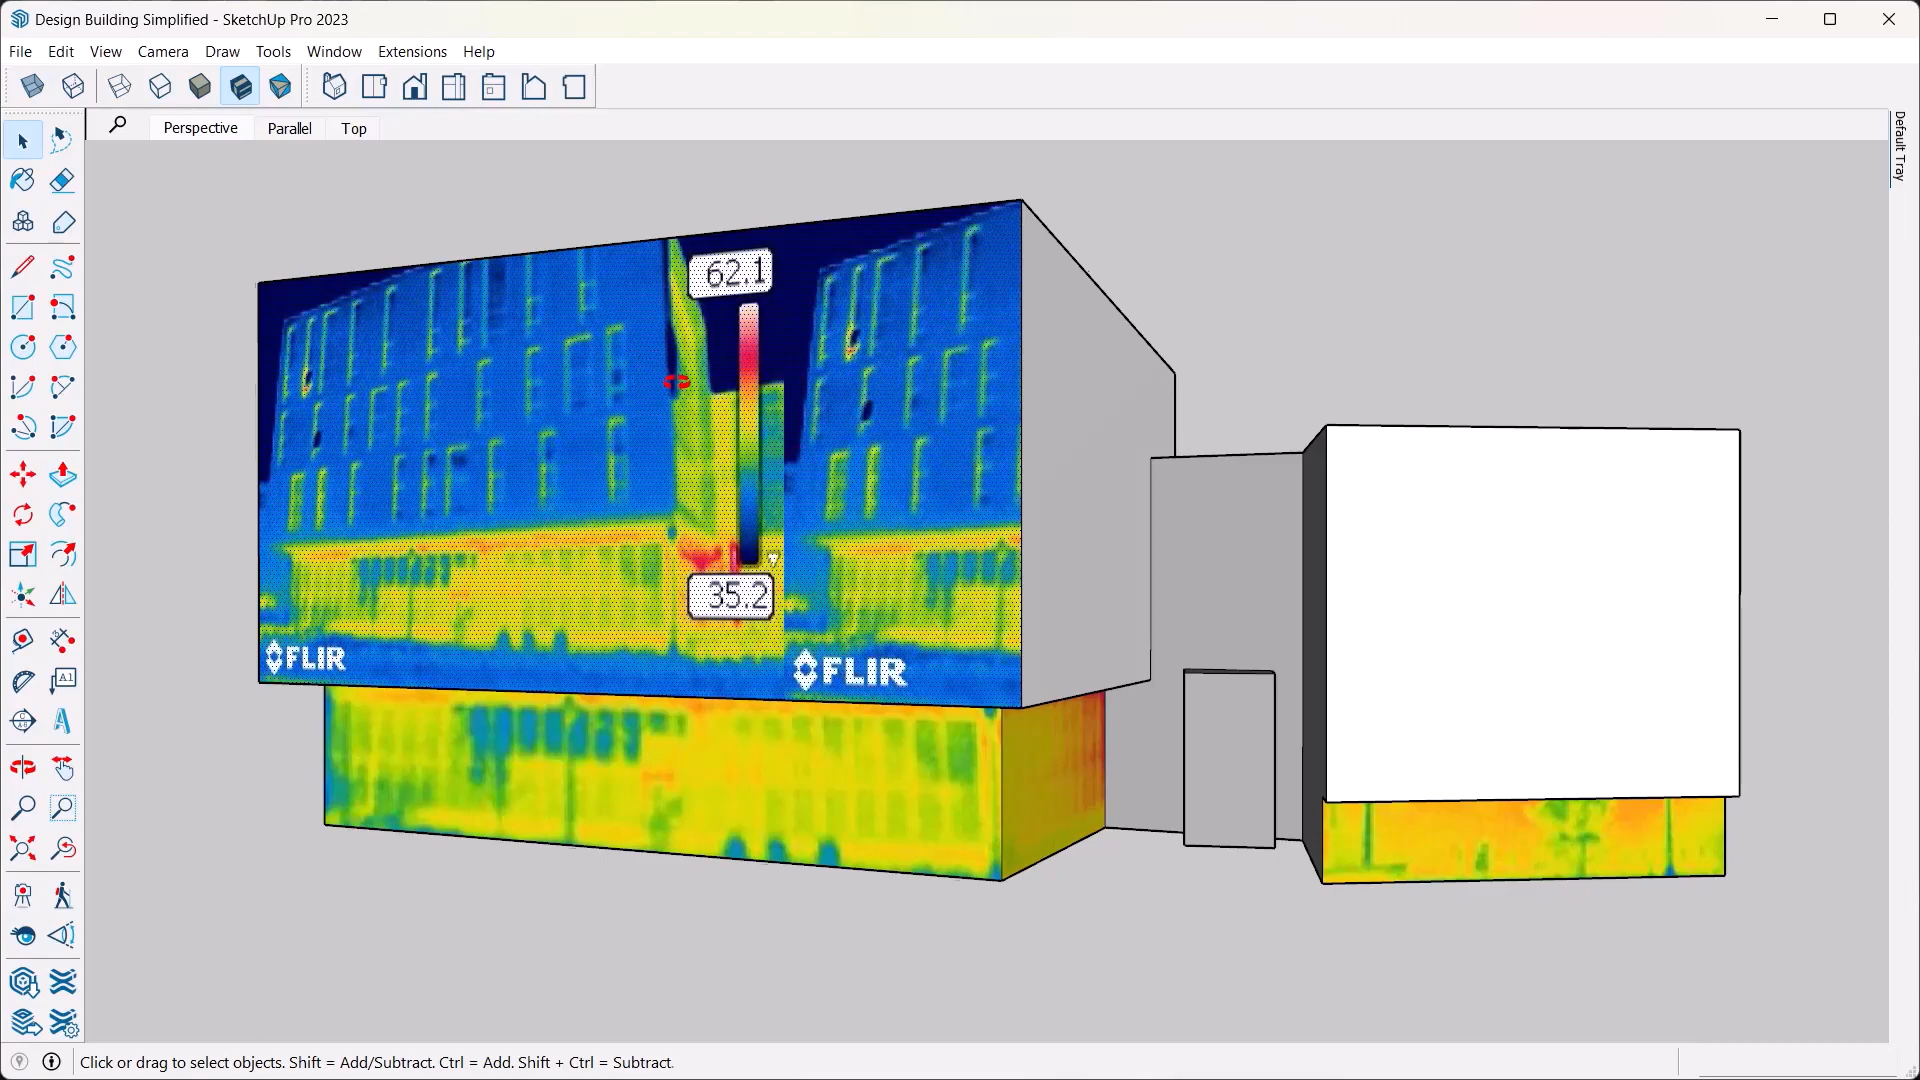 Design Building Simplified - SketchUp Pro 2023
File Edit View Camera Draw Tools Window Extensions Help
Perspective Parallel Top
Default Tray
62.1
35.2
FLIR
FLIR
A1
Click or drag to select objects. Shift = Add/Subtract. Ctrl = Add. Shift + Ctrl = Subtract.